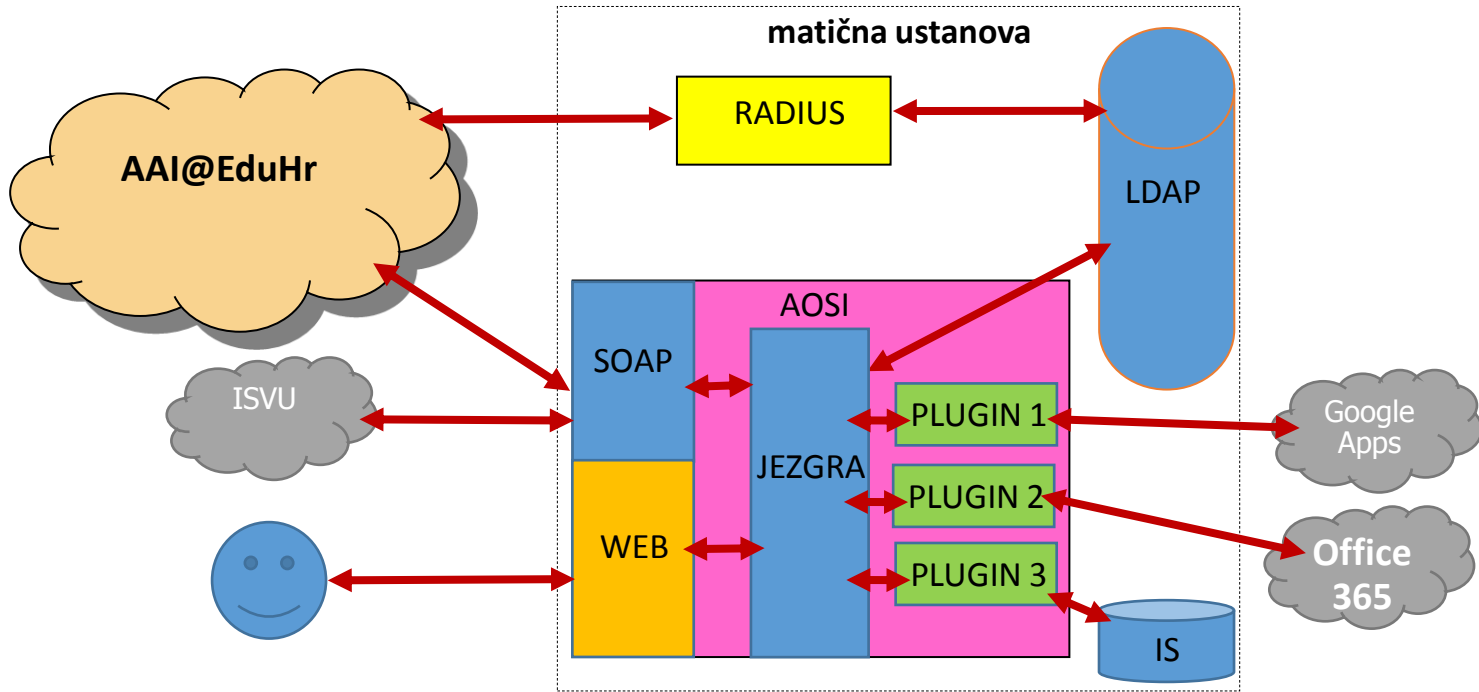 matična ustanova
RADIUS
AAI@EduHr
LDAP
AOSI
SOAP
ISVU
PLUGIN 1
Google
Apps
JEZGRA
PLUGIN 2
WEB
Office
365
PLUGIN 3
IS